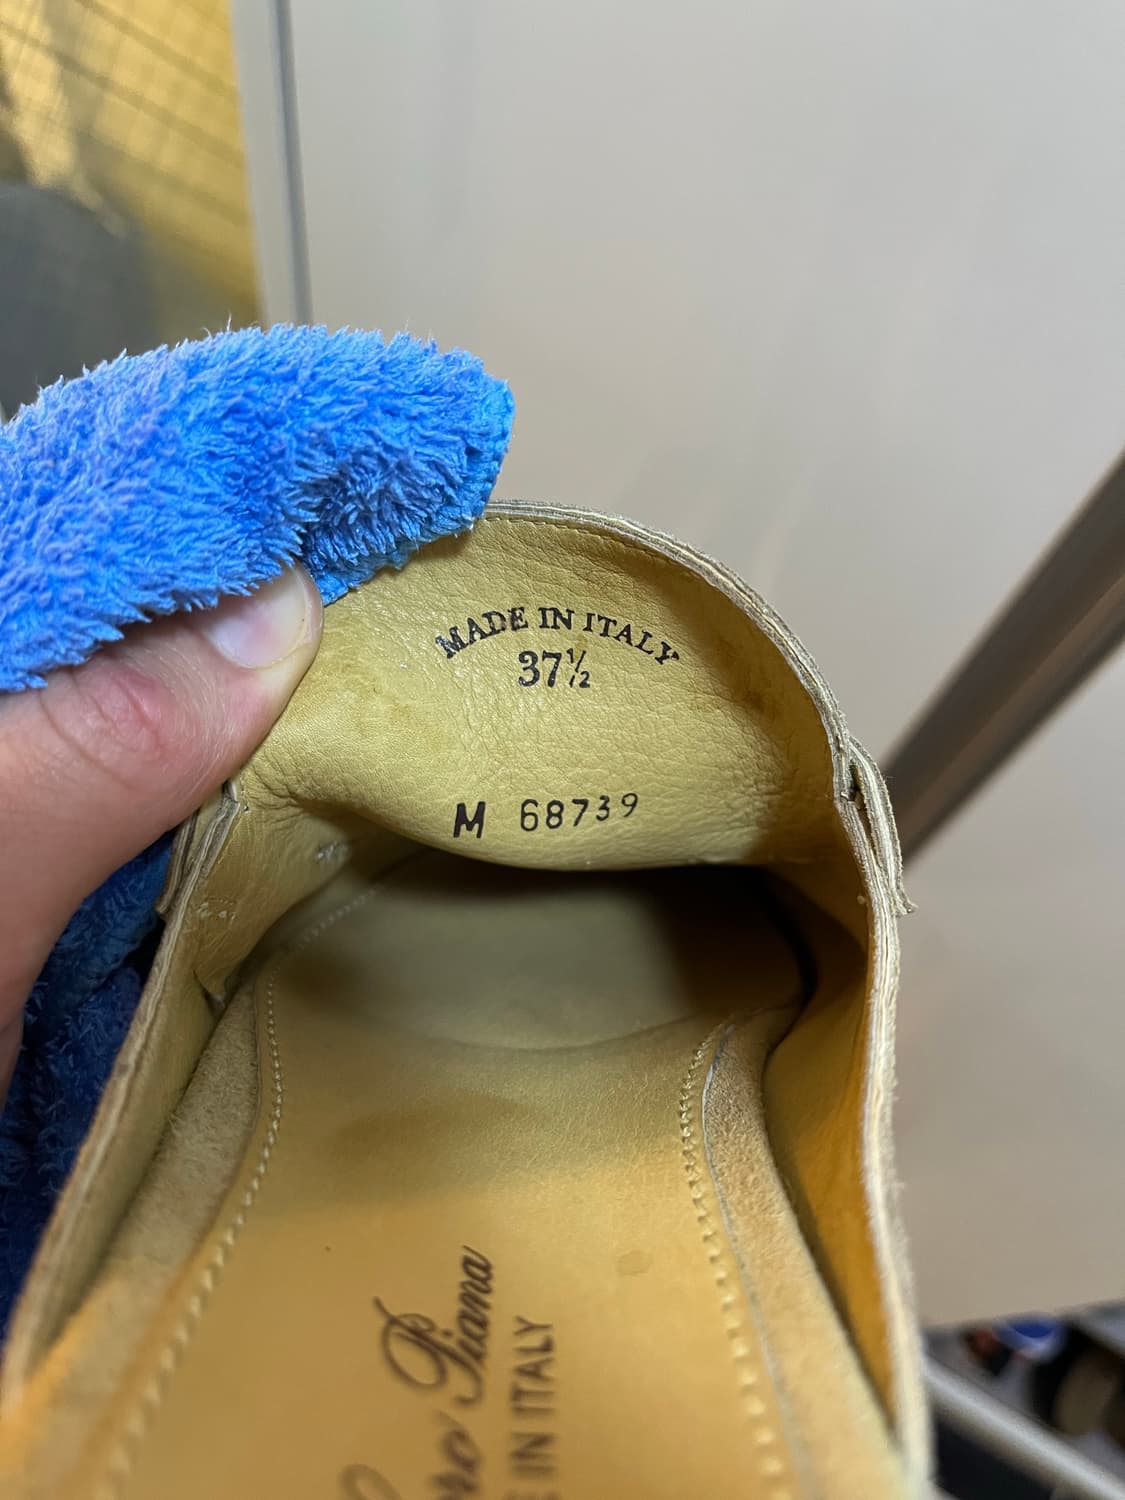 MADE IN ITALY
37½
M 68739
Piana
IN ITALY